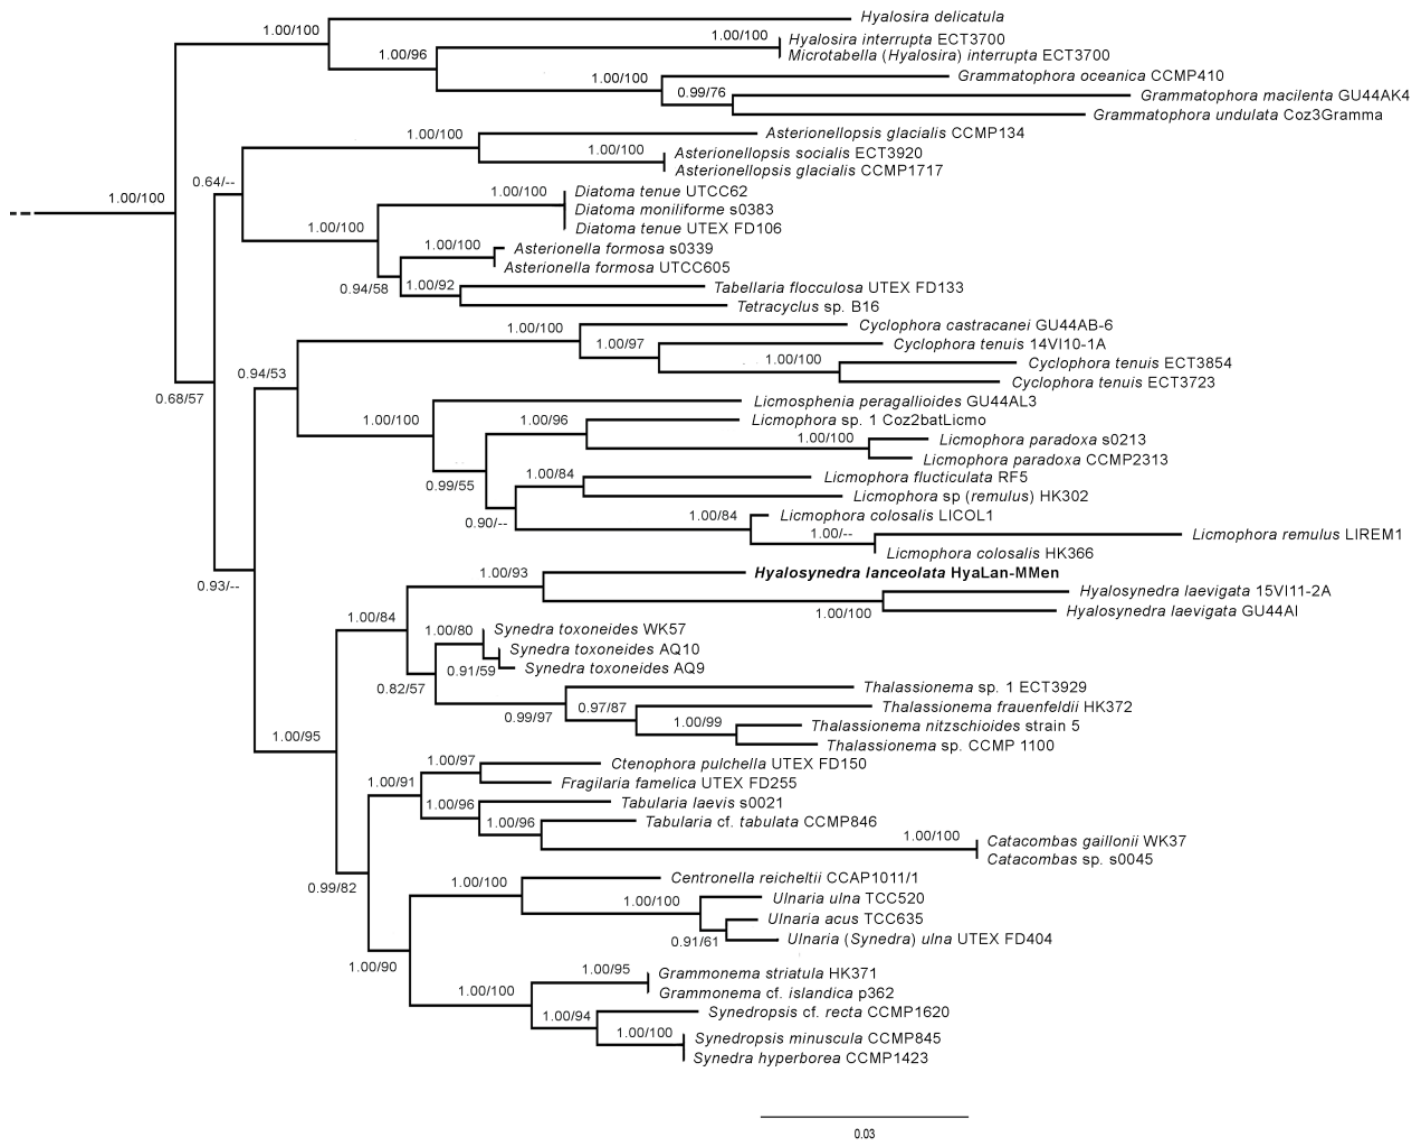 Hyalosira delicatula
1.00/100
1.00/100
Hyalosira interrupta ECT3700
1.00/96
Microtabella (Hyalosira) interrupta ECT3700
1.00/100
Grammatophora oceanica CCMP410
0.99/76
Grammatophora macilenta GU44AK4
Grammatophora undulata Coz3Gramma
1.00/100
Asterionellopsis glacialis CCMP134
1.00/100
Asterionellopsis socialis ECT3920
Asterionellopsis glacialis CCMP1717
0.64/--
1.00/100
1.00/100
Diatoma tenue UTCC62
Diatoma moniliforme s0383
1.00/100
Diatoma tenue UTEX FD106
1.00/100
Asterionella formosa s0339
Asterionella formosa UTCC605
0.94/58
1.00/92
Tabellaria flocculosa UTEX FD133
Tetracyclus sp. B16
1.00/100
Cyclophora castracanei GU44AB-6
1.00/97
Cyclophora tenuis 14VI10-1A
1.00/100
Cyclophora tenuis ECT3854
0.94/53
Cyclophora tenuis ECT3723
0.68/57
Licmosphenia peragallioides GU44AL3
1.00/100
1.00/96
Licmophora sp. 1 Coz2batLicmo
1.00/100
Licmophora paradoxa s0213
Licmophora paradoxa CCMP2313
0.99/55
1.00/84
Licmophora flucticulata RF5
Licmophora sp (remulus) HK302
0.90/--
1.00/84
Licmophora colosalis LICOL1
1.00/--
Licmophora remulus LIREM1
Licmophora colosalis HK366
0.93/--
1.00/93
Hyalosynedra lanceolata HyaLan-MMen
Hyalosynedra laevigata 15VI11-2A
1.00/100
Hyalosynedra laevigata GU44AI
1.00/84
1.00/80
Synedra toxoneides WK57
Synedra toxoneides AQ10
0.91/59
Synedra toxoneides AQ9
0.82/57
Thalassionema sp. 1 ECT3929
0.99/97
0.97/87
Thalassionema frauenfeldii HK372
1.00/99
Thalassionema nitzschioides strain 5
1.00/95
Thalassionema sp. CCMP 1100
1.00/97
Ctenophora pulchella UTEX FD150
1.00/91
Fragilaria famelica UTEX FD255
1.00/96
Tabularia laevis s0021
1.00/96
Tabularia cf. tabulata CCMP846
1.00/100
Catacombas gaillonii WK37
Catacombas sp. s0045
0.99/82
1.00/100
Centronella reicheltii CCAP1011/1
1.00/100
Ulnaria ulna TCC520
Ulnaria acus TCC635
0.91/61
Ulnaria (Synedra) ulna UTEX FD404
1.00/90
1.00/95
Grammonema striatula HK371
1.00/100
Grammonema cf. islandica p362
1.00/94
Synedropsis cf. recta CCMP1620
1.00/100
Synedropsis minuscula CCMP845
Synedra hyperborea CCMP1423
0.03